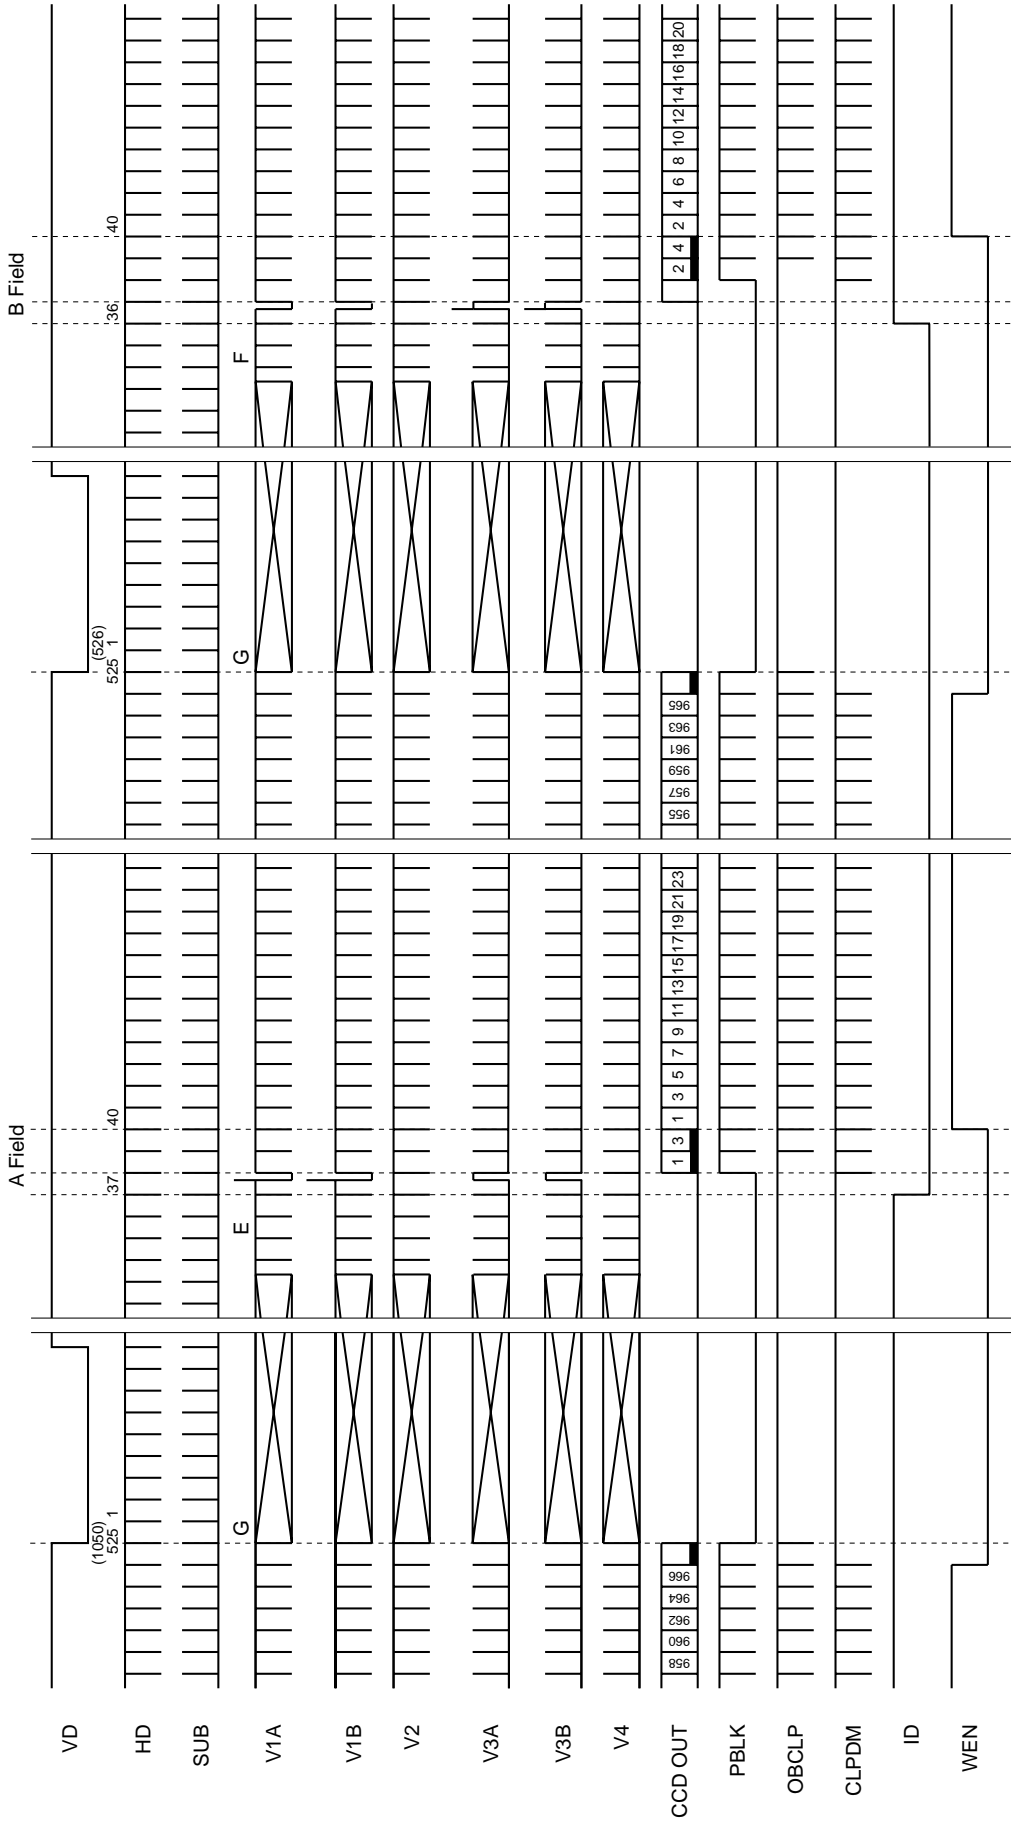 A Field B Field
VD
(1050) (526)
525 1 37 40 525 1 36 40
HD
SUB
G E G F
V1A
V1B
V2
V3A
V3B
V4
CCD OUT 958 960 962 964 966 1 3 1 3 5 7 9 11 13 15 17 19 21 23 955 957 959 961 963 965 2 4 2 4 6 8 10 12 14 16 18 20
PBLK
OBCLP
CLPDM
ID
WEN